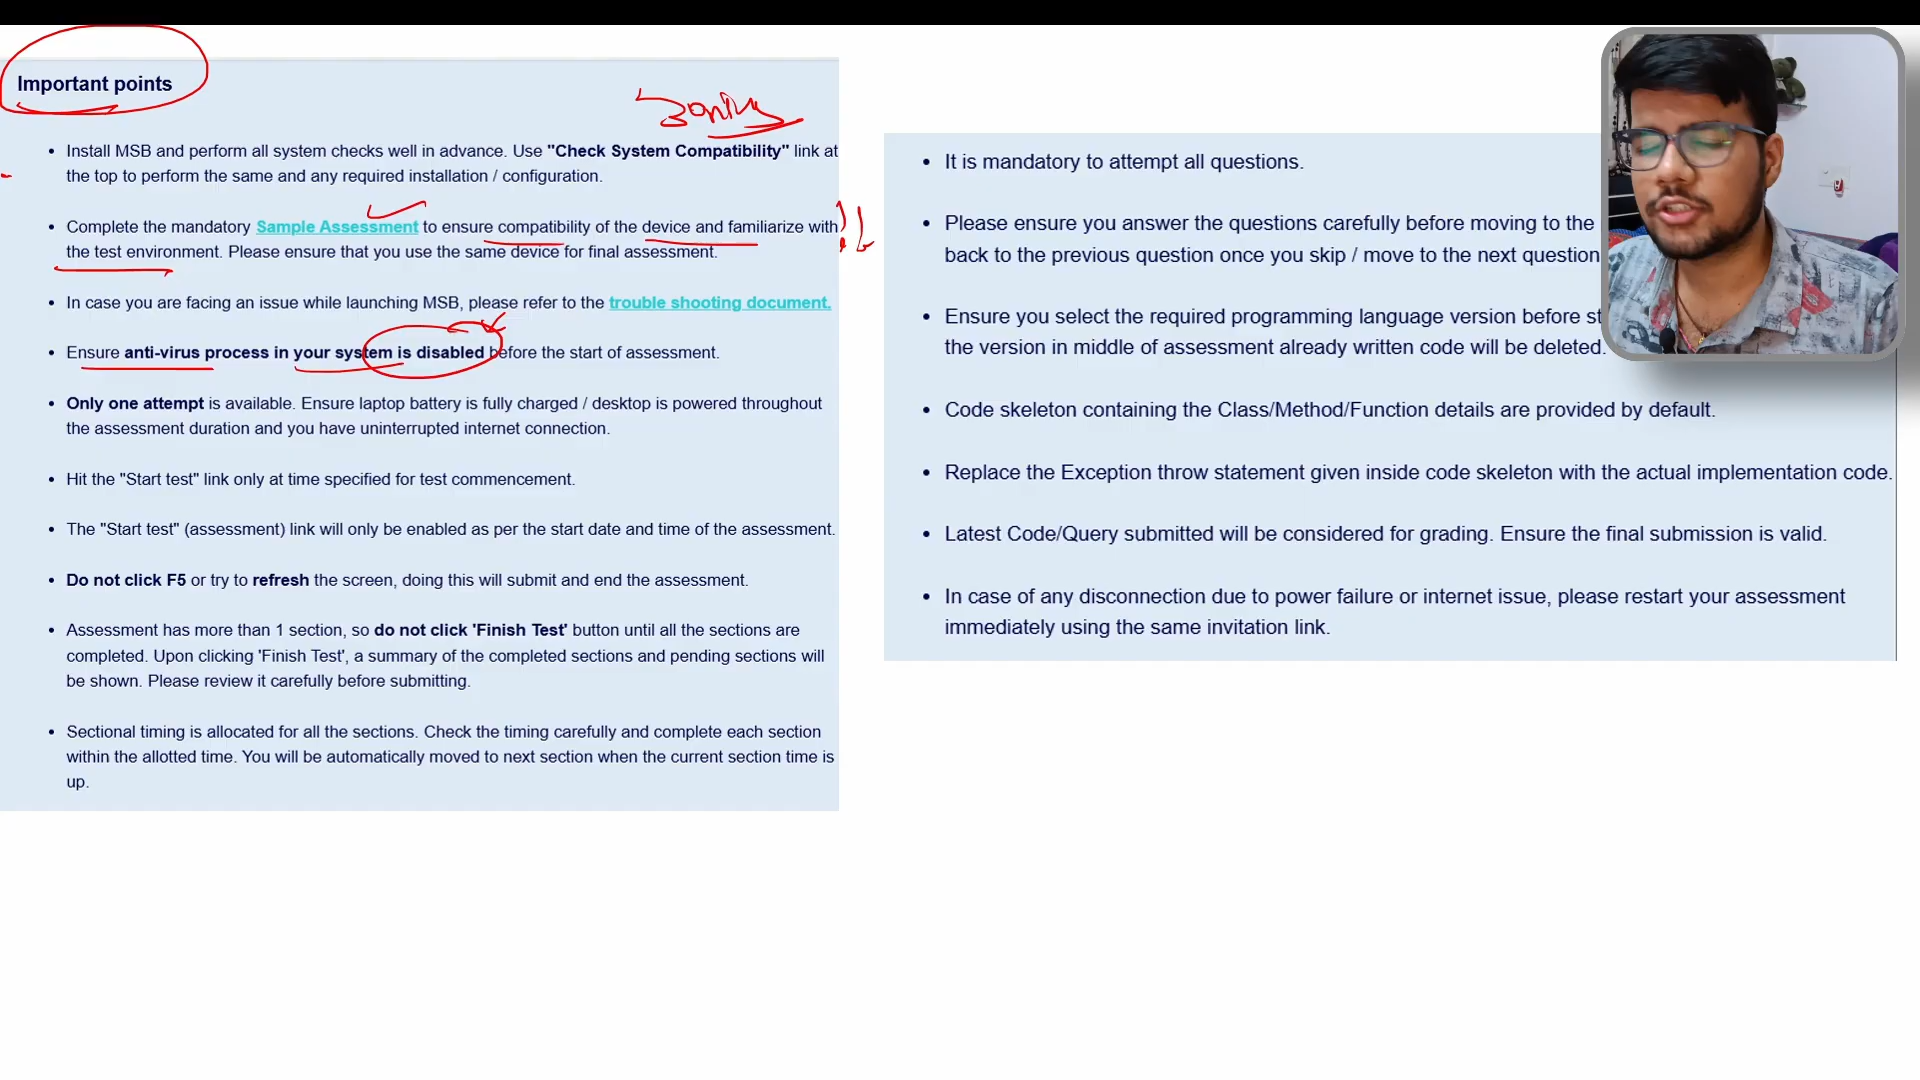 Important points
30 mins
• Install MSB and perform all system checks well in advance. Use "Check System Compatibility" link at
the top to perform the same and any required installation / configuration.
• Complete the mandatory Sample Assessment to ensure compatibility of the device and familiarize with
the test environment. Please ensure that you use the same device for final assessment.
• In case you are facing an issue while launching MSB, please refer to the trouble shooting document.
• Ensure anti-virus process in your system is disabled before the start of assessment.
• Only one attempt is available. Ensure laptop battery is fully charged / desktop is powered throughout
the assessment duration and you have uninterrupted internet connection.
• Hit the "Start test" link only at time specified for test commencement.
• The "Start test" (assessment) link will only be enabled as per the start date and time of the assessment.
• Do not click F5 or try to refresh the screen, doing this will submit and end the assessment.
• Assessment has more than 1 section, so do not click 'Finish Test' button until all the sections are
completed. Upon clicking 'Finish Test', a summary of the completed sections and pending sections will
be shown. Please review it carefully before submitting.
• Sectional timing is allocated for all the sections. Check the timing carefully and complete each section
within the allotted time. You will be automatically moved to next section when the current section time is
up.
• It is mandatory to attempt all questions.
• Please ensure you answer the questions carefully before moving to the
back to the previous question once you skip / move to the next question
• Ensure you select the required programming language version before st
the version in middle of assessment already written code will be deleted.
• Code skeleton containing the Class/Method/Function details are provided by default.
• Replace the Exception throw statement given inside code skeleton with the actual implementation code.
• Latest Code/Query submitted will be considered for grading. Ensure the final submission is valid.
• In case of any disconnection due to power failure or internet issue, please restart your assessment
immediately using the same invitation link.